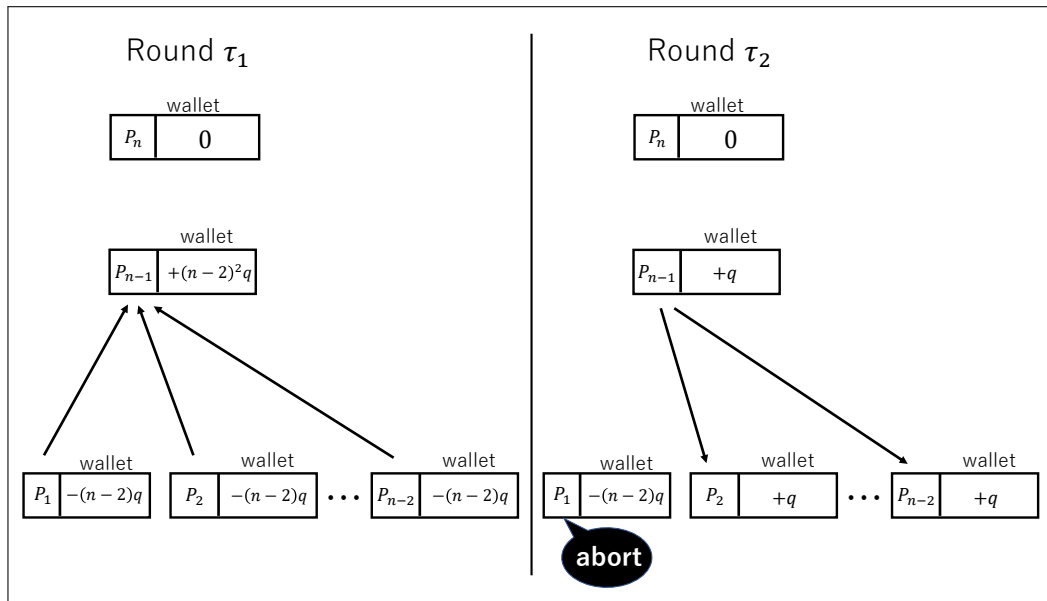 Round τ₁
wallet
Pₙ 0
wallet
Pₙ₋₁ +(n−2)²q
wallet wallet wallet
P₁ −(n−2)q P₂ −(n−2)q ••• Pₙ₋₂ −(n−2)q
Round τ₂
wallet
Pₙ 0
wallet
Pₙ₋₁ +q
wallet wallet wallet
P₁ −(n−2)q P₂ +q ••• Pₙ₋₂ +q
abort